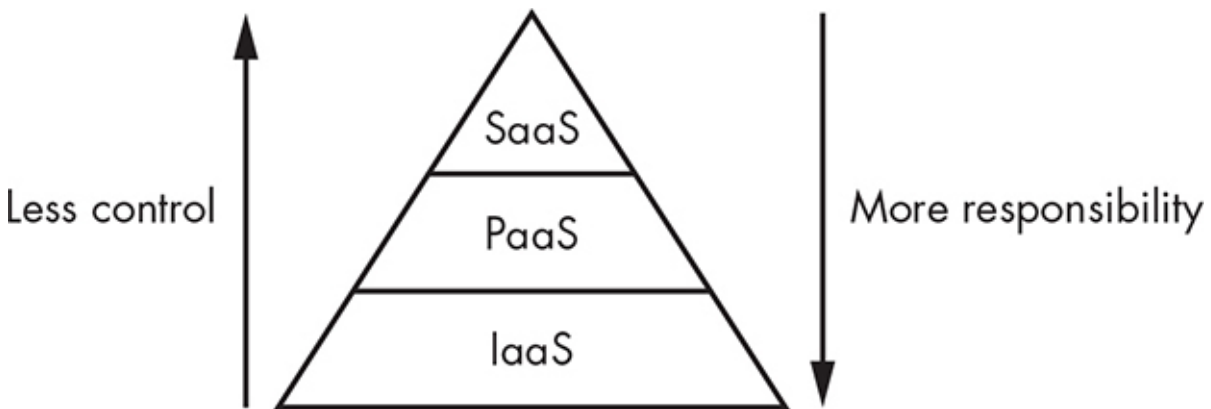 SaaS
Less control
PaaS
More responsibility
IaaS